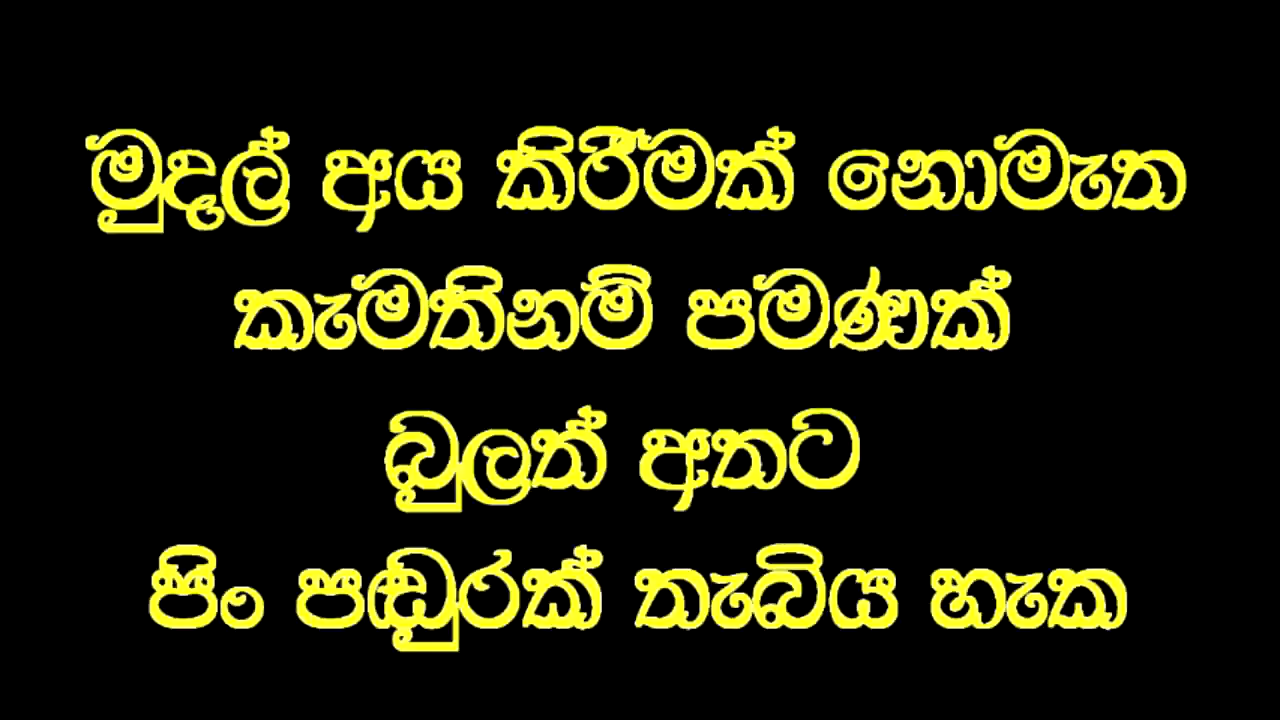 මුදල් අය කිරීමක් නොමැත
කැමතිනම් පමණක්
බුලත් අතට
පිං පඬුරක් තැබිය හැක